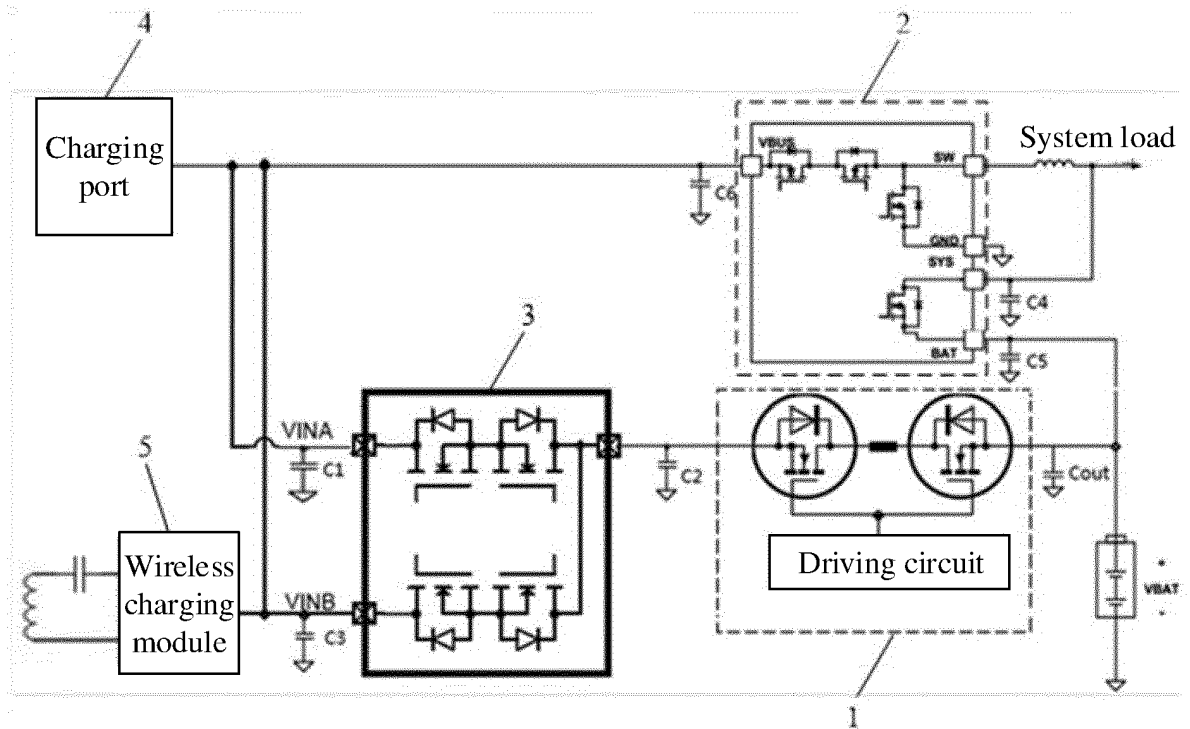 4
2
Charging
port
VBUS
SW
System load
C6
GND
SYS
C4
3
BAT
C5
VINA
C1
C2
Cout
5
Wireless
charging
module
Driving circuit
VINB
C3
+
VBAT
-
1